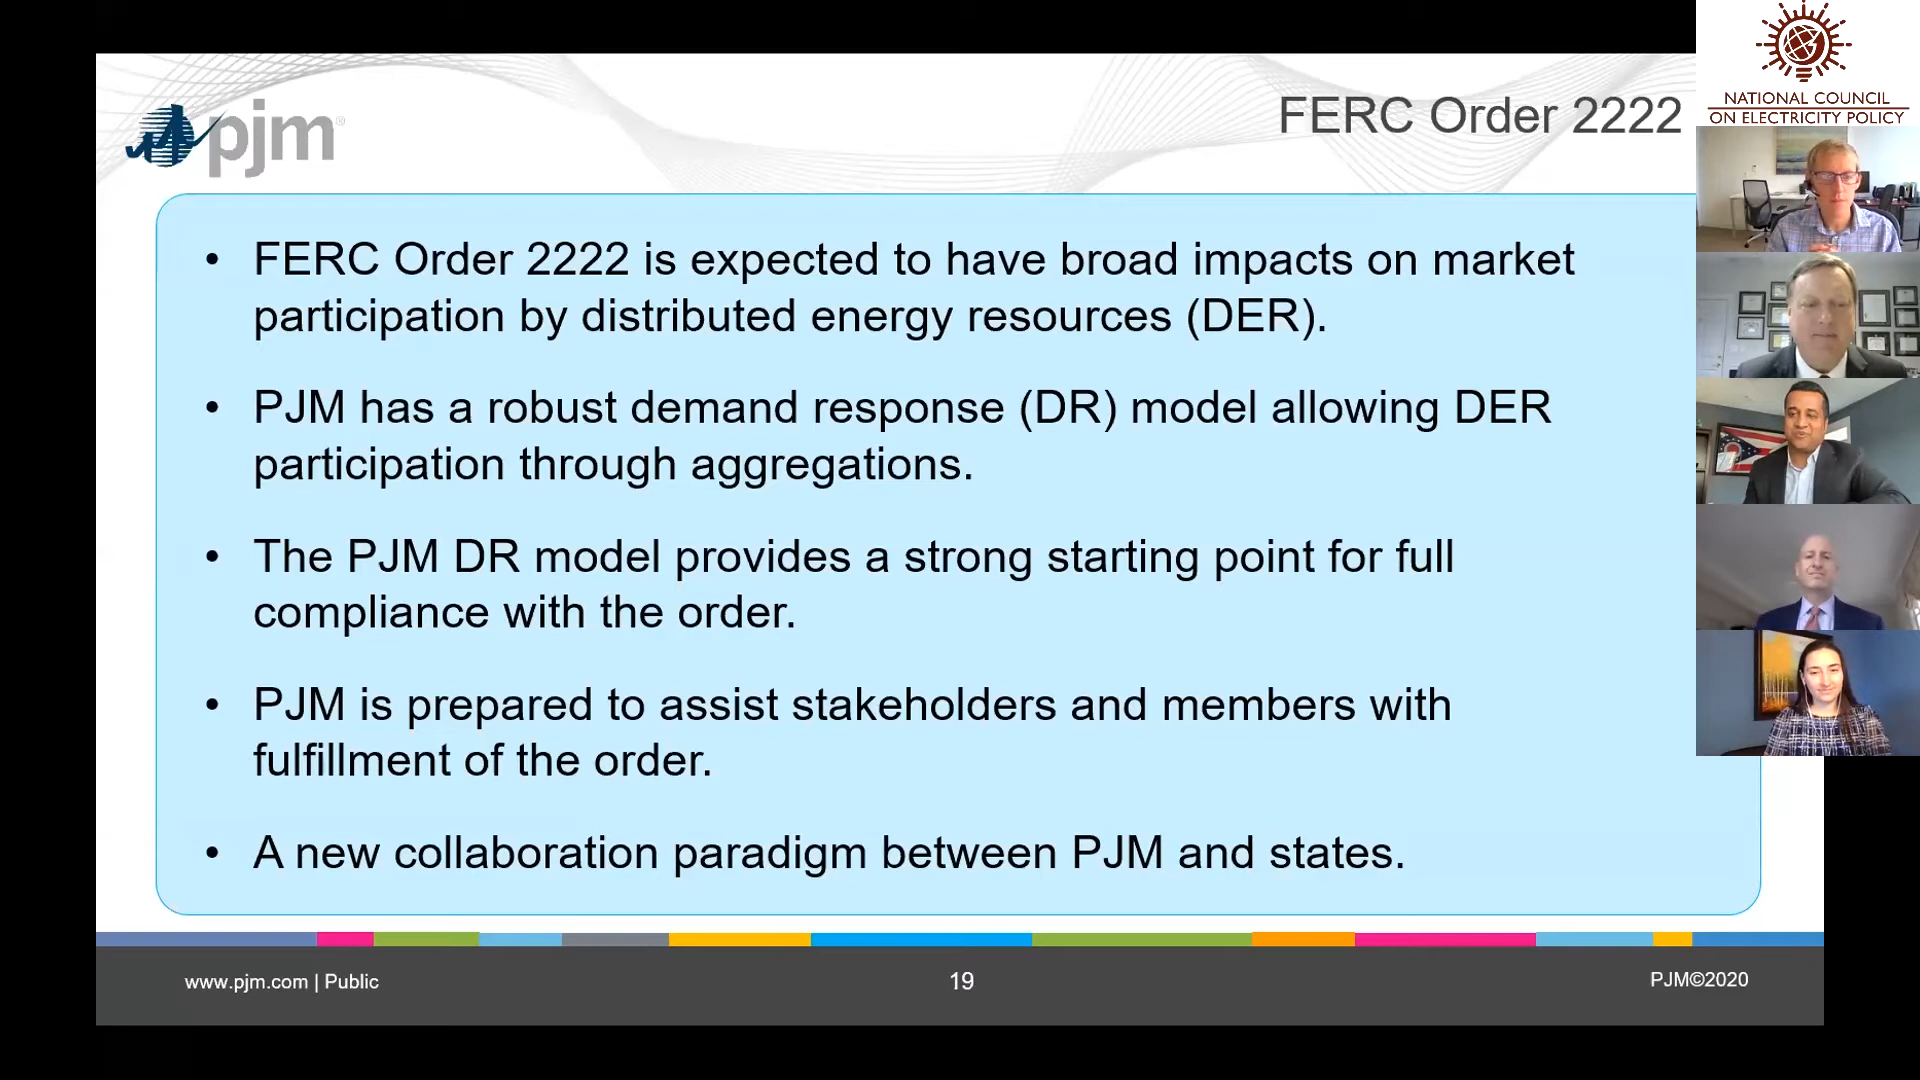 pjm®
FERC Order 2222
NATIONAL COUNCIL
ON ELECTRICITY POLICY
• FERC Order 2222 is expected to have broad impacts on market
participation by distributed energy resources (DER).
• PJM has a robust demand response (DR) model allowing DER
participation through aggregations.
• The PJM DR model provides a strong starting point for full
compliance with the order.
• PJM is prepared to assist stakeholders and members with
fulfillment of the order.
• A new collaboration paradigm between PJM and states.
www.pjm.com | Public
19
PJM©2020